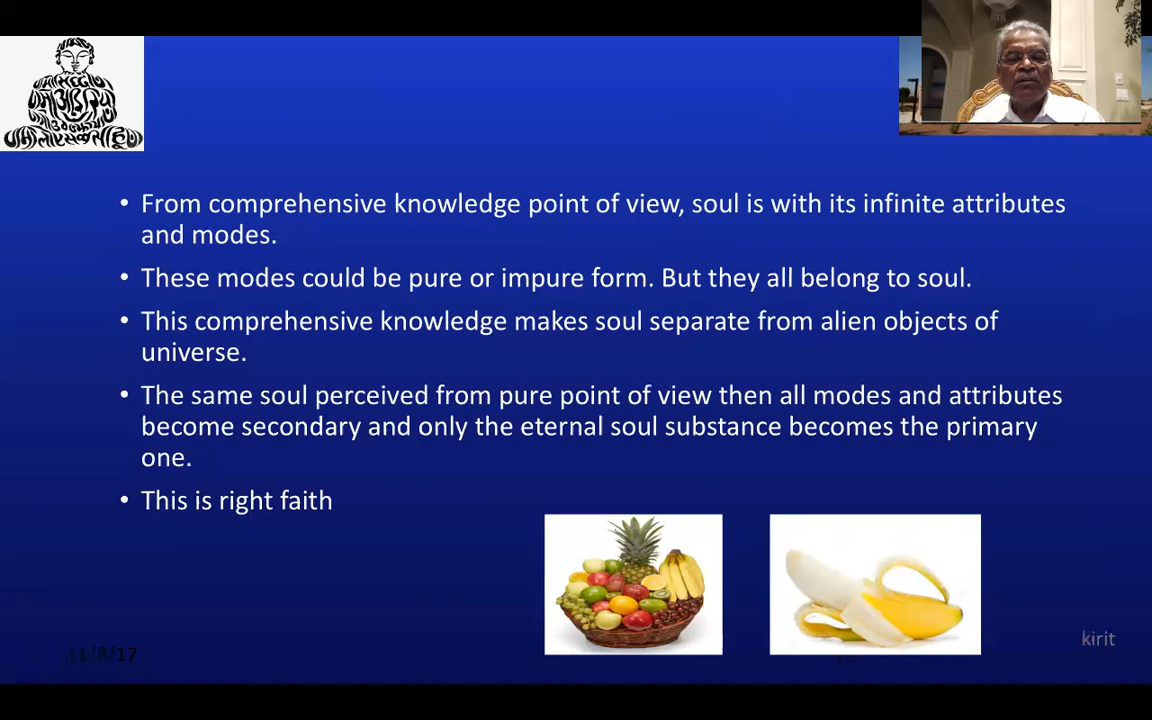 • From comprehensive knowledge point of view, soul is with its infinite attributes
and modes.
• These modes could be pure or impure form. But they all belong to soul.
• This comprehensive knowledge makes soul separate from alien objects of
universe.
• The same soul perceived from pure point of view then all modes and attributes
become secondary and only the eternal soul substance becomes the primary
one.
• This is right faith
kirit